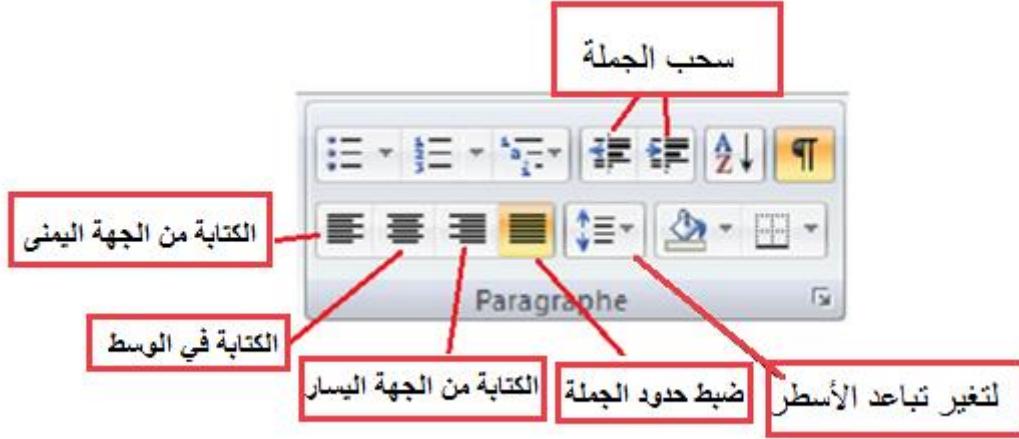 سحب الجملة
الكتابة من الجهة اليمنى
Paragraphe
الكتابة في الوسط
الكتابة من الجهة اليسار
ضبط حدود الجملة
لتغير تباعد الأسطر